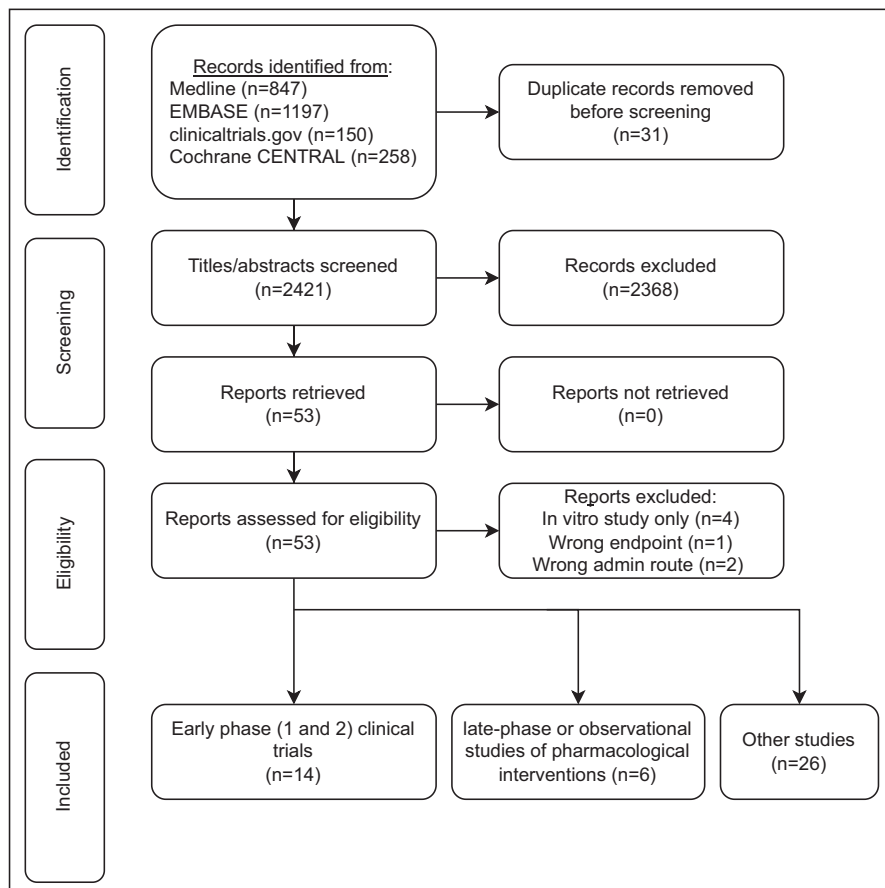 Identification
Records identified from:
Medline (n=847)
EMBASE (n=1197)
clinicaltrials.gov (n=150)
Cochrane CENTRAL (n=258)
Duplicate records removed
before screening
(n=31)
Screening
Titles/abstracts screened
(n=2421)
Records excluded
(n=2368)
Reports retrieved
(n=53)
Reports not retrieved
(n=0)
Eligibility
Reports assessed for eligibility
(n=53)
Reports excluded:
In vitro study only (n=4)
Wrong endpoint (n=1)
Wrong admin route (n=2)
Included
Early phase (1 and 2) clinical
trials
(n=14)
late-phase or observational
studies of pharmacological
interventions (n=6)
Other studies
(n=26)